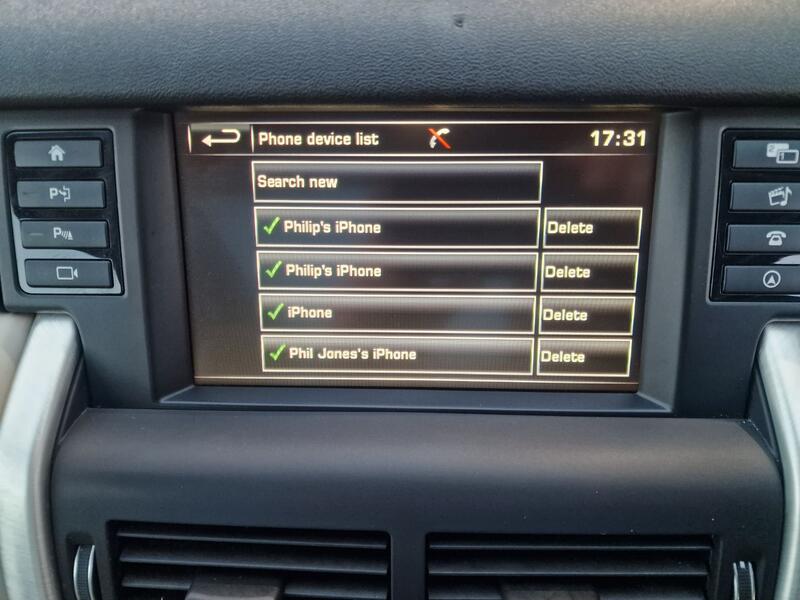 Phone device list 17:31
Search new
Philip's iPhone Delete
Philip's iPhone Delete
iPhone Delete
Phil Jones's iPhone Delete
P
P